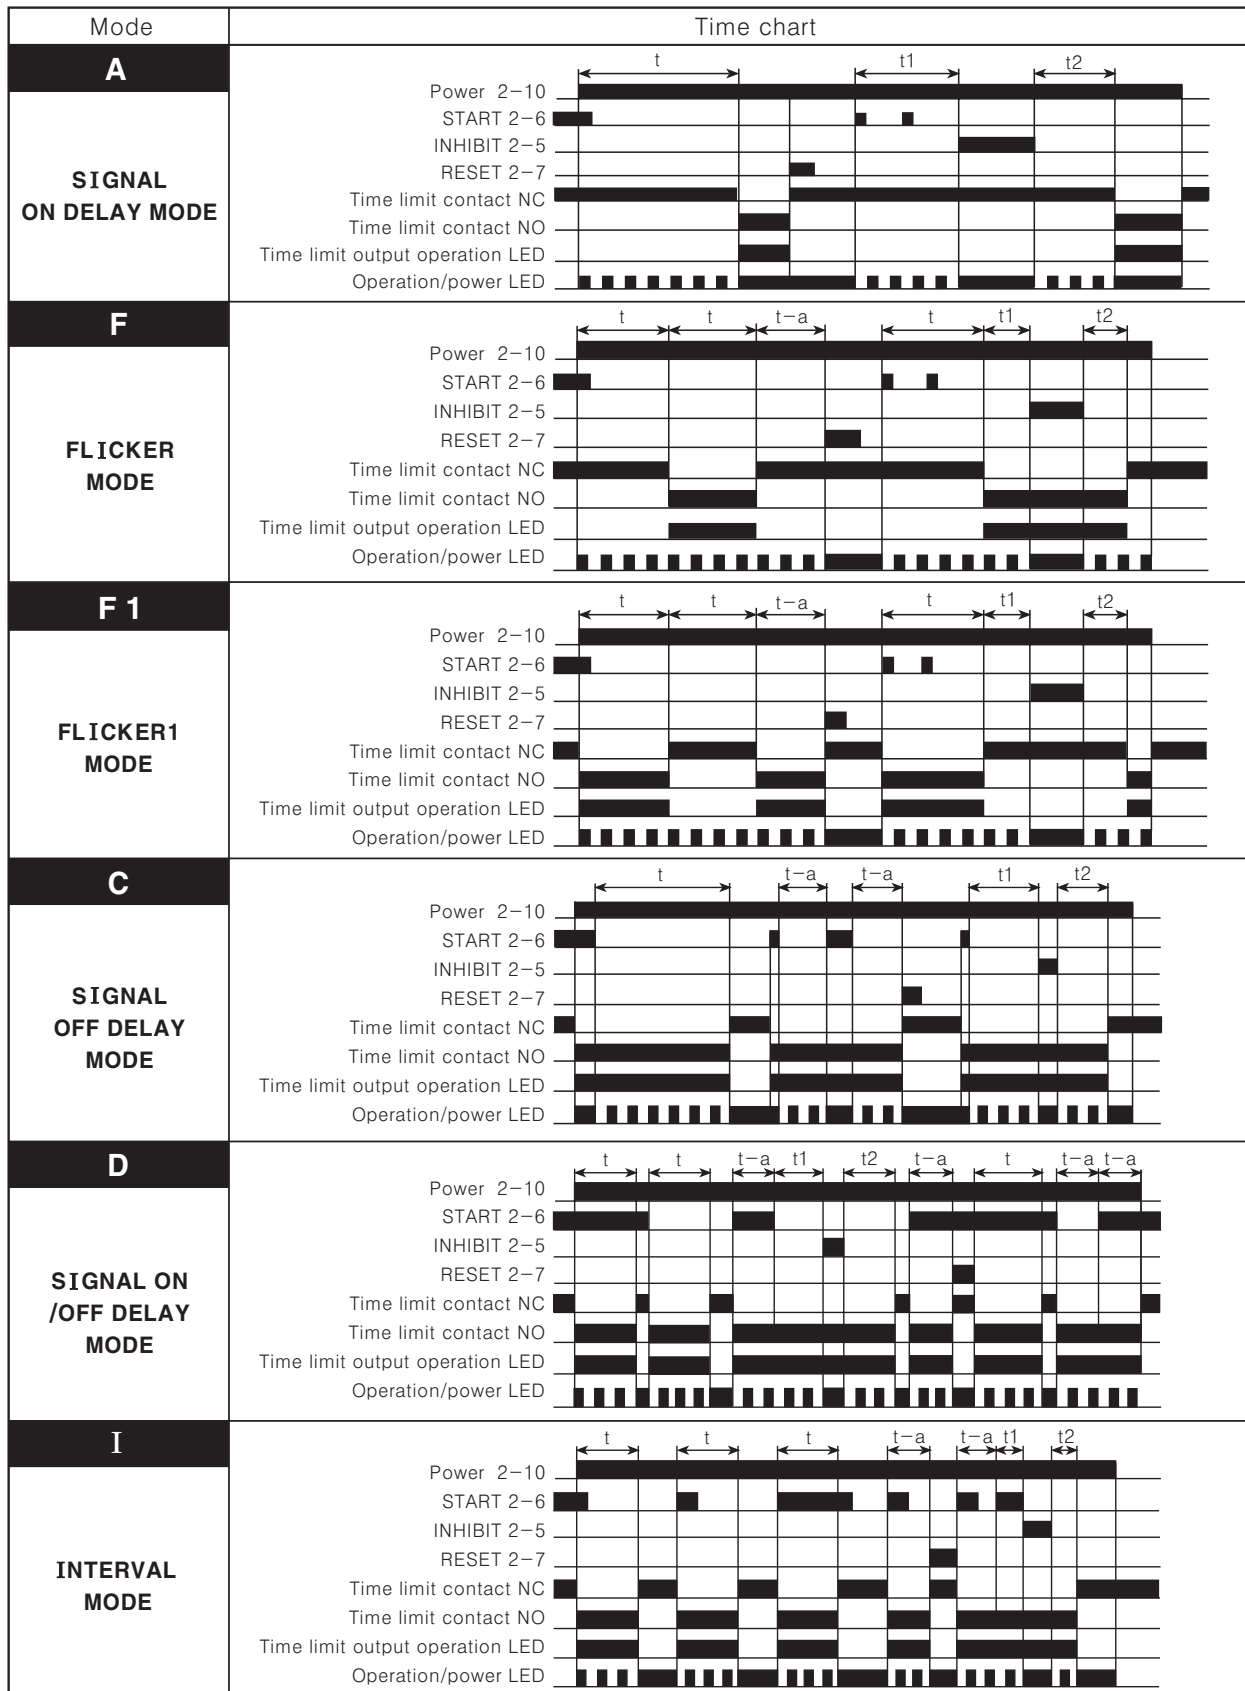 Mode Time chart
A
SIGNAL
ON DELAY MODE
t t1 t2
Power 2-10
START 2-6
INHIBIT 2-5
RESET 2-7
Time limit contact NC
Time limit contact NO
Time limit output operation LED
Operation/power LED
F
FLICKER
MODE
t t t-a t t1 t2
Power 2-10
START 2-6
INHIBIT 2-5
RESET 2-7
Time limit contact NC
Time limit contact NO
Time limit output operation LED
Operation/power LED
F 1
FLICKER1
MODE
t t t-a t t1 t2
Power 2-10
START 2-6
INHIBIT 2-5
RESET 2-7
Time limit contact NC
Time limit contact NO
Time limit output operation LED
Operation/power LED
C
SIGNAL
OFF DELAY
MODE
t t-a t-a t1 t2
Power 2-10
START 2-6
INHIBIT 2-5
RESET 2-7
Time limit contact NC
Time limit contact NO
Time limit output operation LED
Operation/power LED
D
SIGNAL ON
/OFF DELAY
MODE
t t t-a t1 t2 t-a t t-a t-a
Power 2-10
START 2-6
INHIBIT 2-5
RESET 2-7
Time limit contact NC
Time limit contact NO
Time limit output operation LED
Operation/power LED
I
INTERVAL
MODE
t t t t-a t-a t1 t2
Power 2-10
START 2-6
INHIBIT 2-5
RESET 2-7
Time limit contact NC
Time limit contact NO
Time limit output operation LED
Operation/power LED